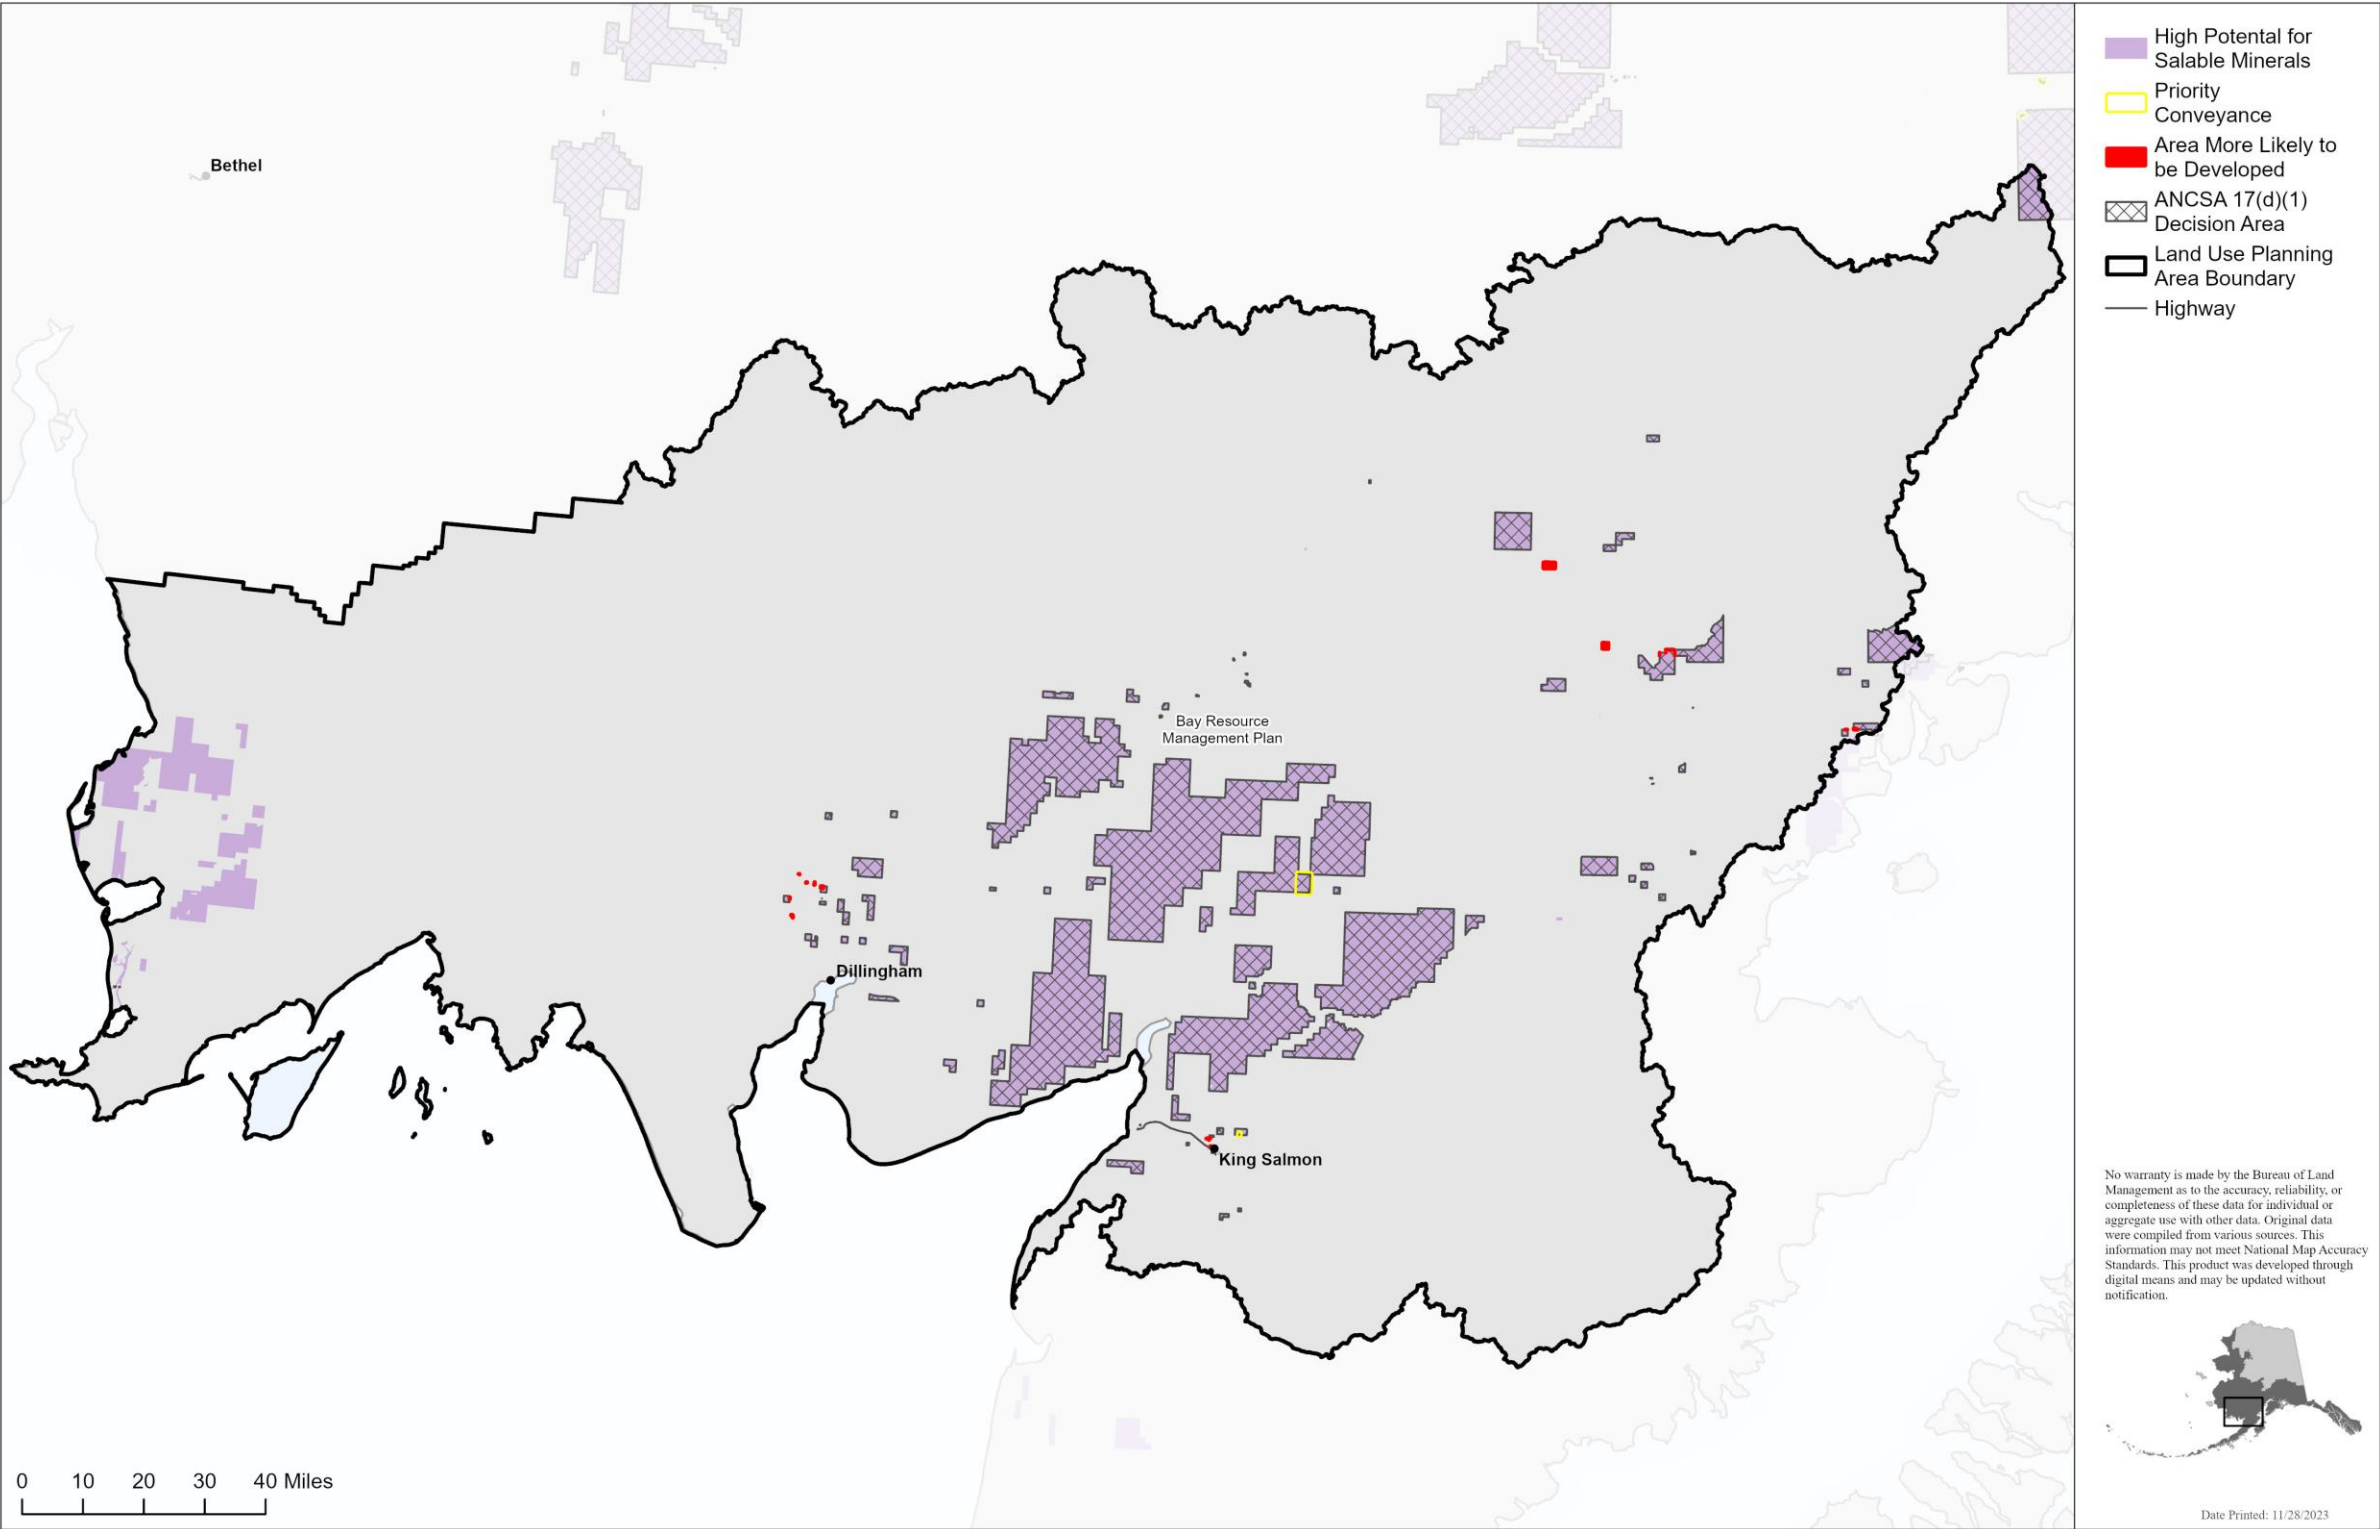 Bethel
Bay Resource
Management Plan
Dillingham
King Salmon
0 10 20 30 40 Miles
High Potential for
Salable Minerals
Priority
Conveyance
Area More Likely to
be Developed
ANCSA 17(d)(1)
Decision Area
Land Use Planning
Area Boundary
Highway
No warranty is made by the Bureau of Land
Management as to the accuracy, reliability, or
completeness of these data for individual or
aggregate use with other data. Original data
were compiled from various sources. This
information may not meet National Map Accuracy
Standards. This product was developed through
digital means and may be updated without
notification.
Date Printed: 11/28/2023